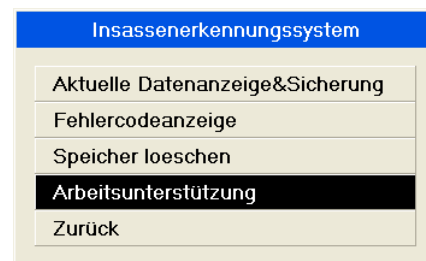 Insassenerkennungssystem
Aktuelle Datenanzeige&Sicherung
Fehlercodeanzeige
Speicher loeschen
Arbeitsunterstützung
Zurück